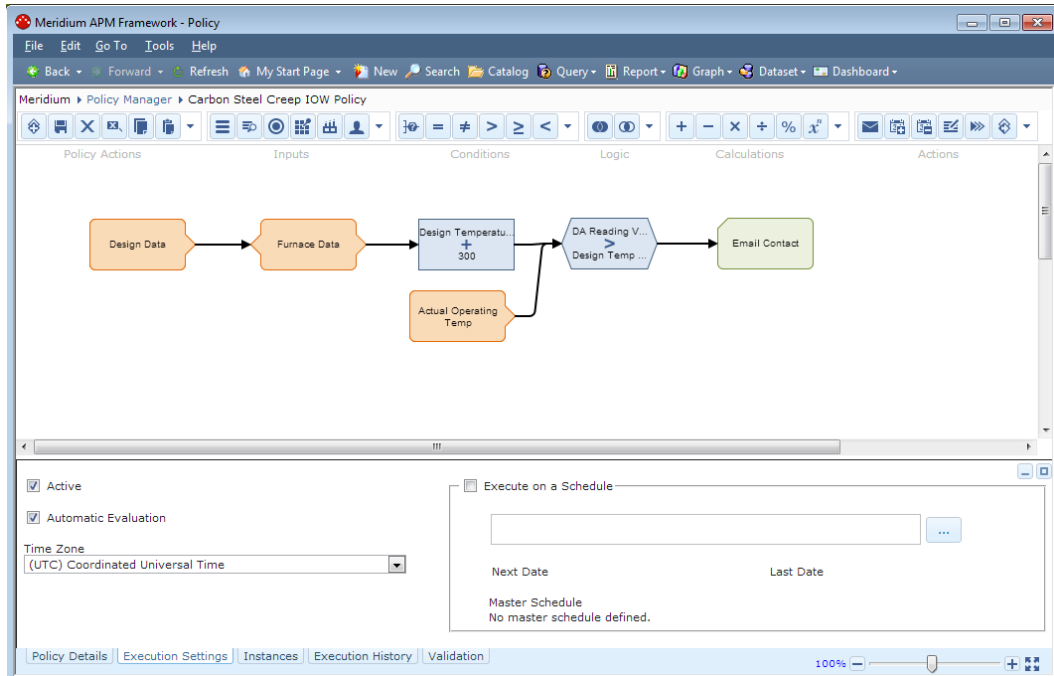 Meridium APM Framework - Policy
File Edit Go To Tools Help
Back Forward Refresh My Start Page New Search Catalog Query Report Graph Dataset Dashboard
Meridium Policy Manager Carbon Steel Creep IOW Policy
= ≠ > ≥ < + − × ÷ % xⁿ
Policy Actions Inputs Conditions Logic Calculations Actions
Design Data
Furnace Data
Design Temperatu...
+
300
DA Reading V...
>
Design Temp ...
Email Contact
Actual Operating
Temp
Active
Execute on a Schedule
Automatic Evaluation
...
Time Zone
(UTC) Coordinated Universal Time
Next Date Last Date
Master Schedule
No master schedule defined.
Policy Details Execution Settings Instances Execution History Validation
100%